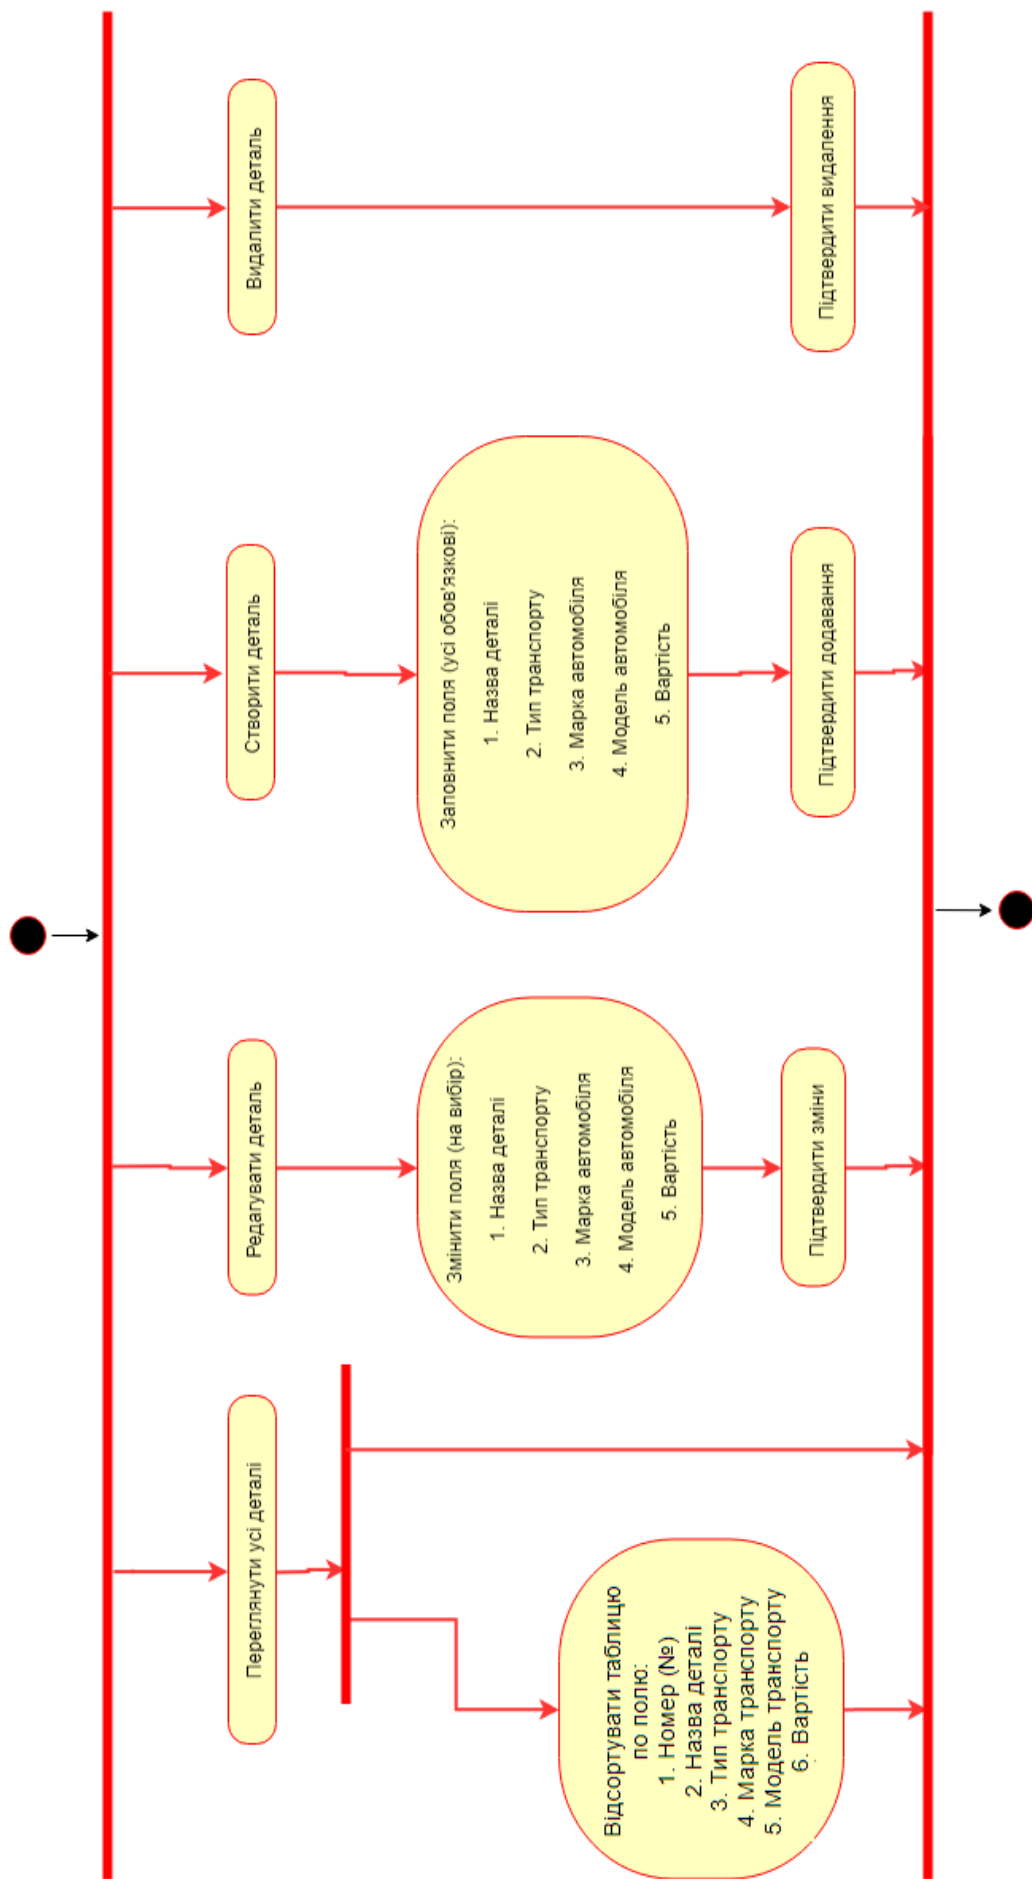 Переглянути усі деталі
Відсортувати таблицю
по полю:
1. Номер (№)
2. Назва деталі
3. Тип транспорту
4. Марка транспорту
5. Модель транспорту
6. Вартість
Редагувати деталь
Змінити поля (на вибір):
1. Назва деталі
2. Тип транспорту
3. Марка автомобіля
4. Модель автомобіля
5. Вартість
Підтвердити зміни
Створити деталь
Заповнити поля (усі обов'язкові):
1. Назва деталі
2. Тип транспорту
3. Марка автомобіля
4. Модель автомобіля
5. Вартість
Підтвердити додавання
Видалити деталь
Підтвердити видалення